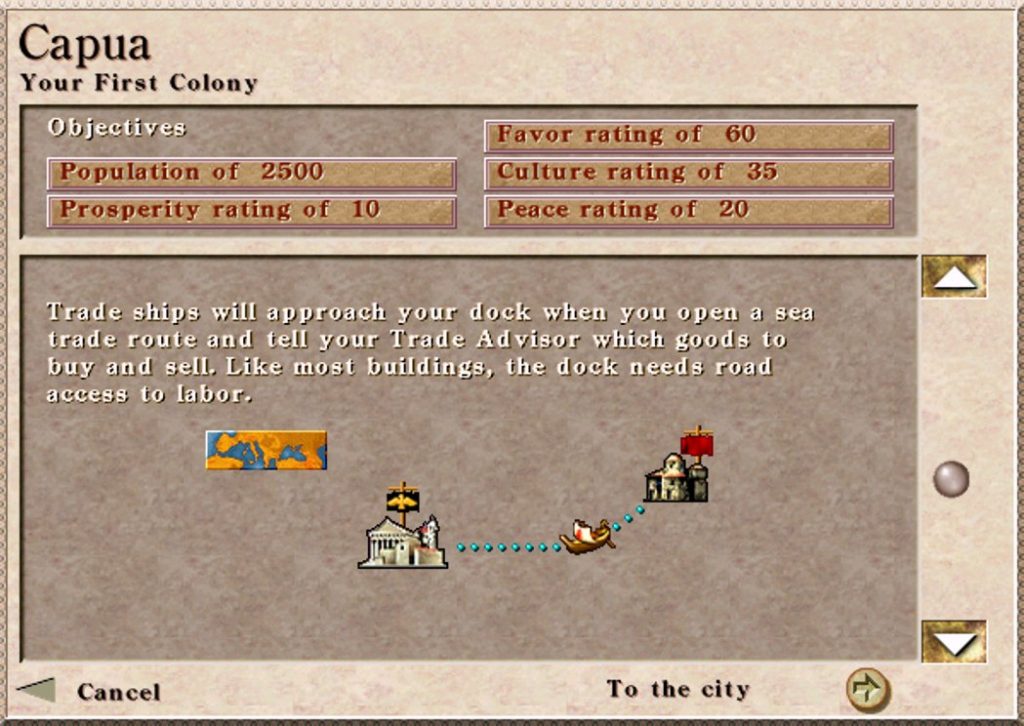 Capua
Your First Colony
Objectives
Favor rating of 60
Population of 2500
Culture rating of 35
Prosperity rating of 10
Peace rating of 20
Trade ships will approach your dock when you open a sea
trade route and tell your Trade Advisor which goods to
buy and sell. Like most buildings, the dock needs road
access to labor.
Cancel
To the city